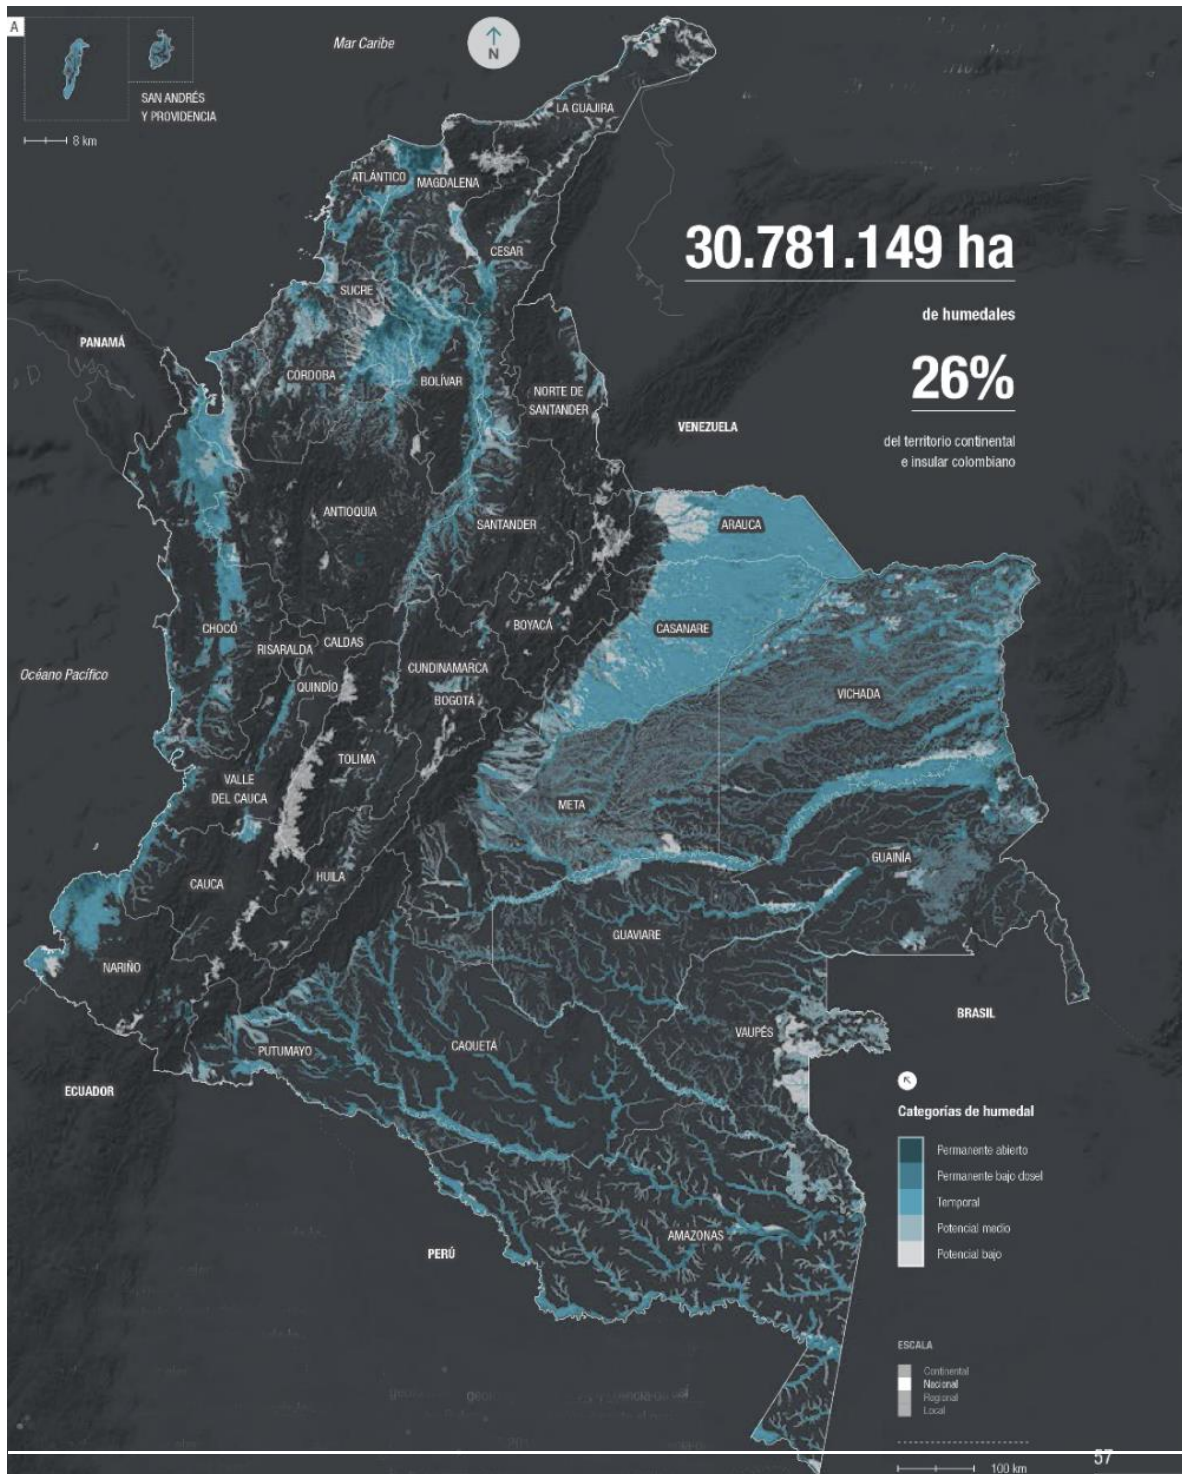 A
Mar Caribe
N
SAN ANDRÉS
Y PROVIDENCIA
8 km
LA GUAJIRA
ATLÁNTICO
MAGDALENA
CESAR
30.781.149 ha
de humedales
26%
del territorio continental
e insular colombiano
SUCRE
PANAMÁ
CÓRDOBA
BOLÍVAR
NORTE DE
SANTANDER
VENEZUELA
ANTIOQUIA
SANTANDER
ARAUCA
CHOCÓ
RISARALDA
CALDAS
BOYACÁ
CASANARE
Océano Pacífico
CUNDINAMARCA
QUINDÍO
BOGOTÁ
VICHADA
TOLIMA
VALLE
DEL CAUCA
META
CAUCA
HUILA
GUAINÍA
GUAVIARE
NARIÑO
BRASIL
VAUPÉS
CAQUETÁ
PUTUMAYO
ECUADOR
Categorías de humedal
Permanente abierto
Permanente bajo dosel
Temporal
Potencial medio
Potencial bajo
AMAZONAS
PERÚ
ESCALA
Continental
Nacional
Regional
Local
57
100 km